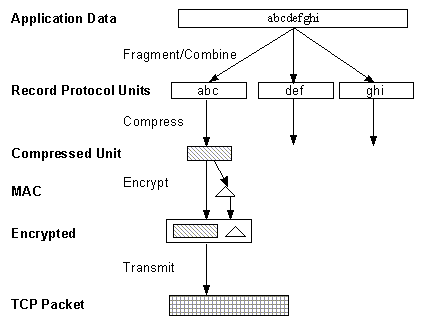 Application Data
abcdefghi
Fragment/Combine
Record Protocol Units
abc
def
ghi
Compress
Compressed Unit
Encrypt
MAC
Encrypted
Transmit
TCP Packet